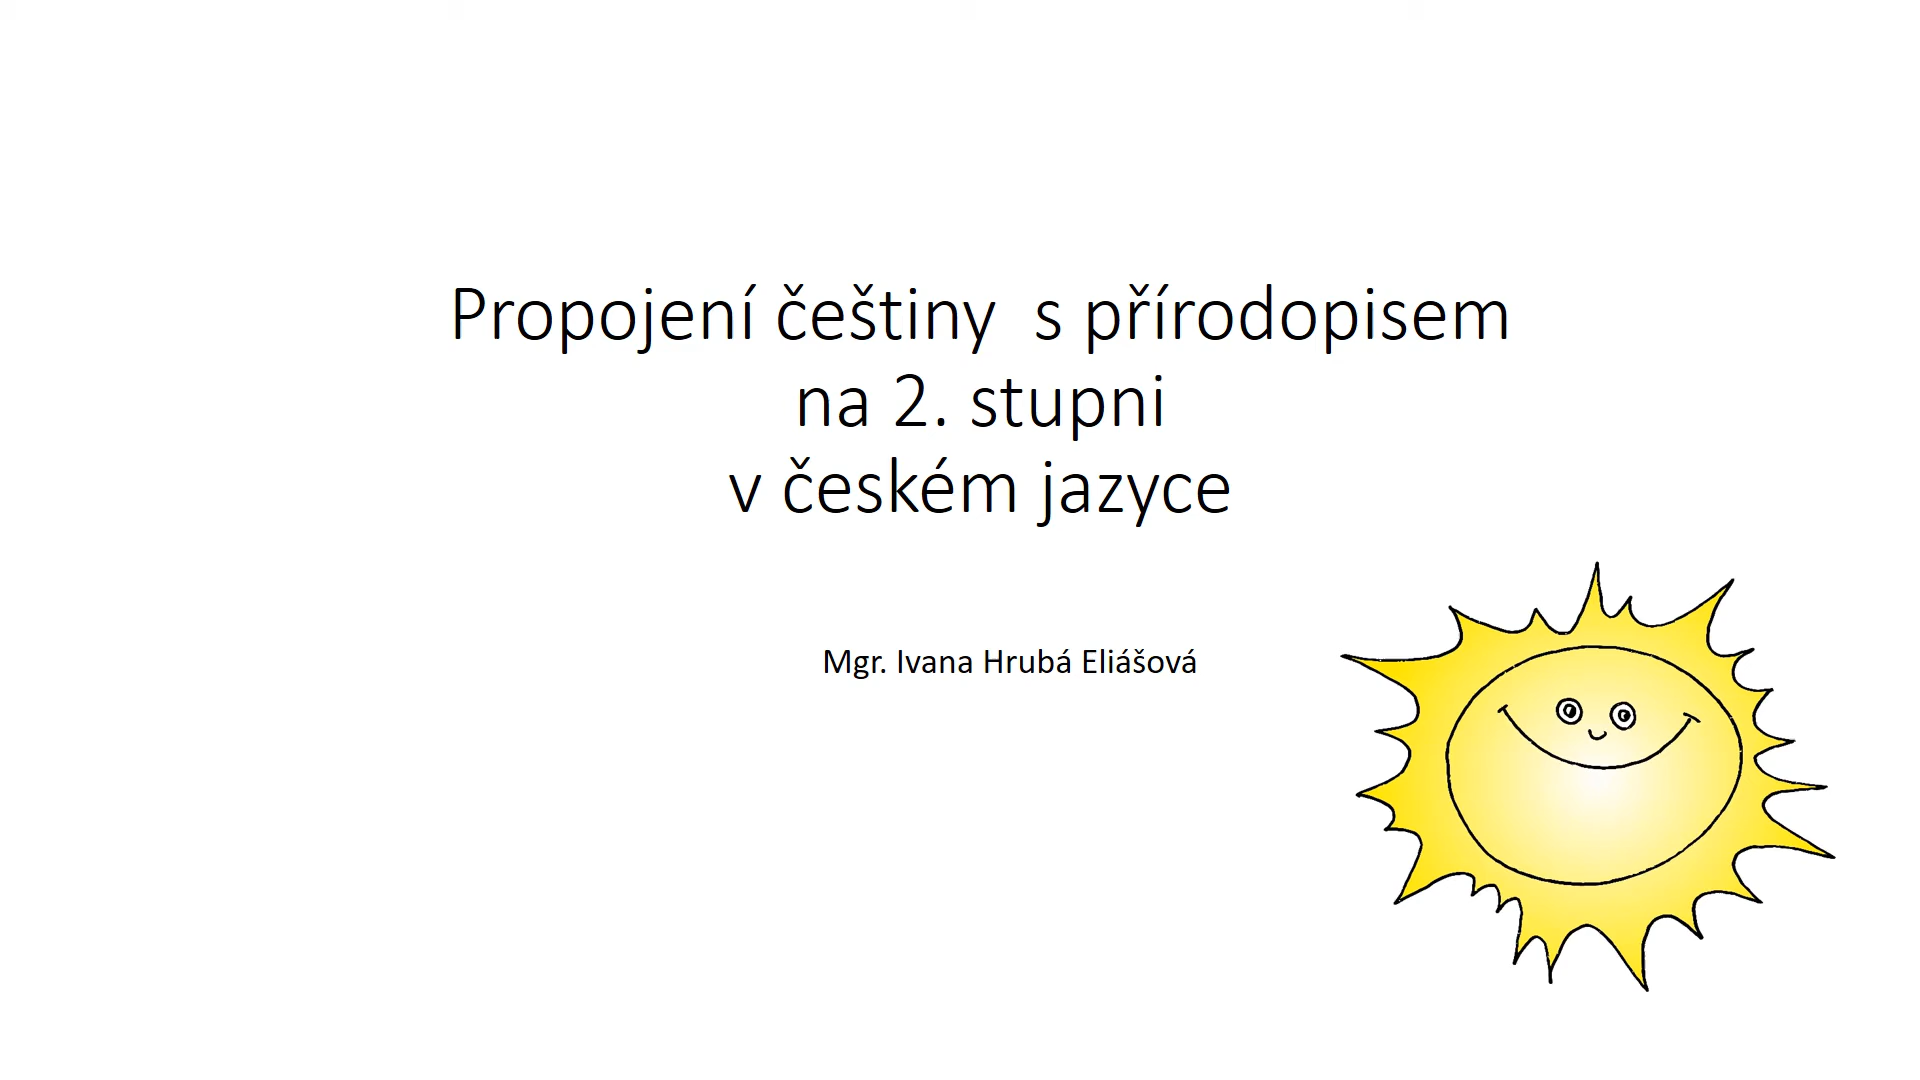 Propojení češtiny  s přírodopisem
na 2. stupni
v českém jazyce
Mgr. Ivana Hrubá Eliášová